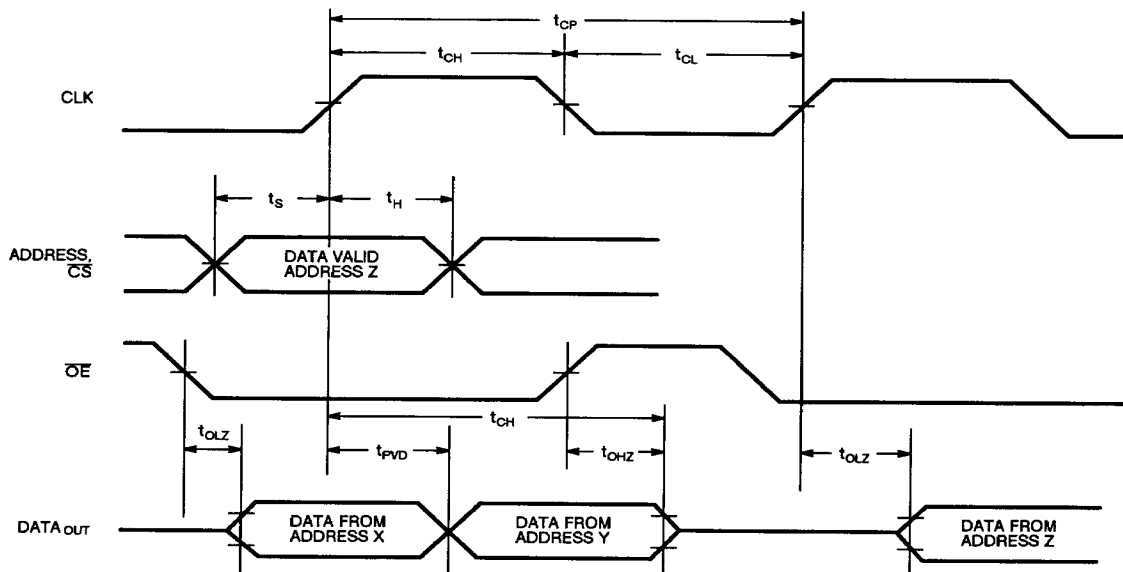 tCP
tCH
tCL
CLK
tS
tH
ADDRESS,
CS
DATA VALID
ADDRESS Z
OE
tCH
tOLZ
tPVD
tOHZ
tOLZ
DATA OUT
DATA FROM
ADDRESS X
DATA FROM
ADDRESS Y
DATA FROM
ADDRESS Z